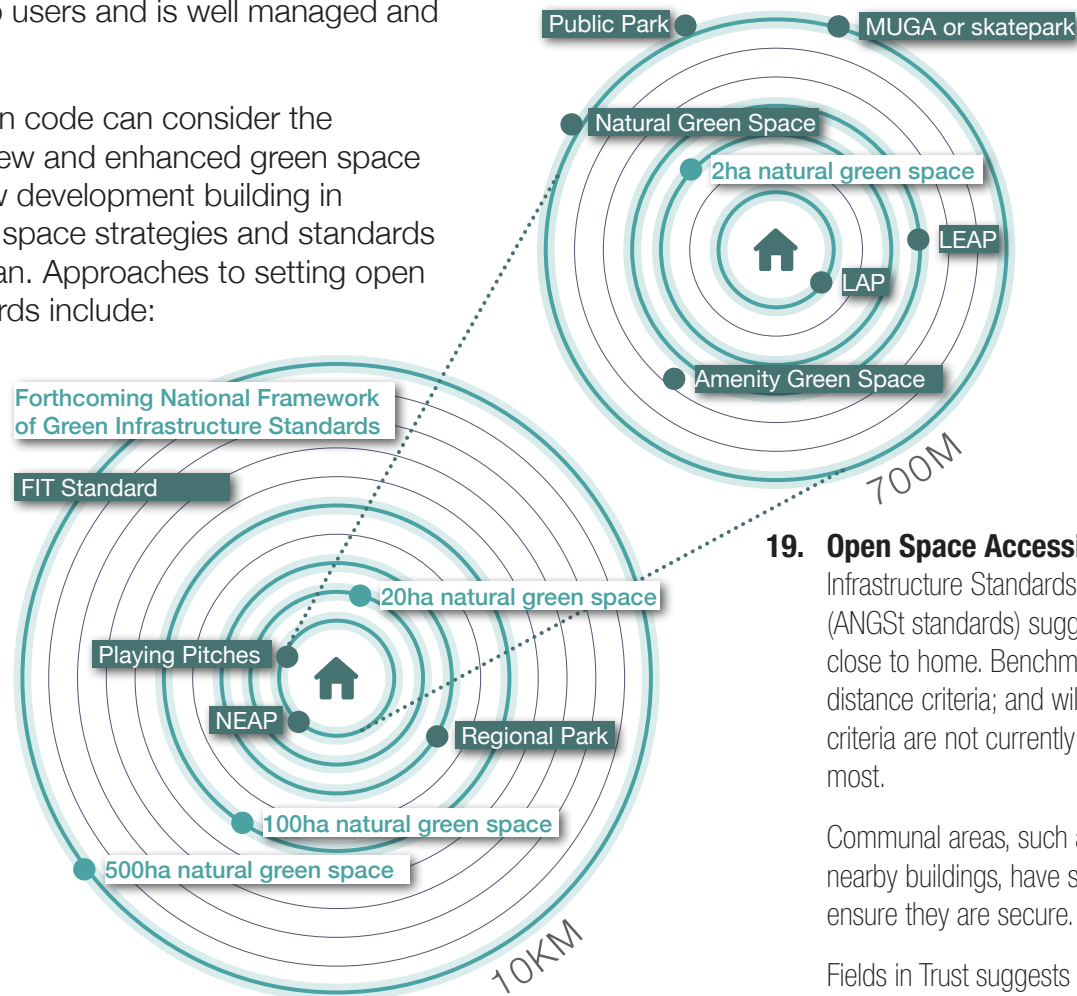 users and is well managed and
n code can consider the
ew and enhanced green space
development building in
space strategies and standards
an. Approaches to setting open
rds include:
Public Park
MUGA or skatepark
Natural Green Space
2ha natural green space
LEAP
LAP
Amenity Green Space
700M
Forthcoming National Framework
of Green Infrastructure Standards
FIT Standard
20ha natural green space
Playing Pitches
NEAP
Regional Park
100ha natural green space
500ha natural green space
10KM
19. Open Space Accessi
Infrastructure Standards
(ANGSt standards) sugg
close to home. Benchm
distance criteria; and wil
criteria are not currently
most.
Communal areas, such a
nearby buildings, have s
ensure they are secure.
Fields in Trust suggests